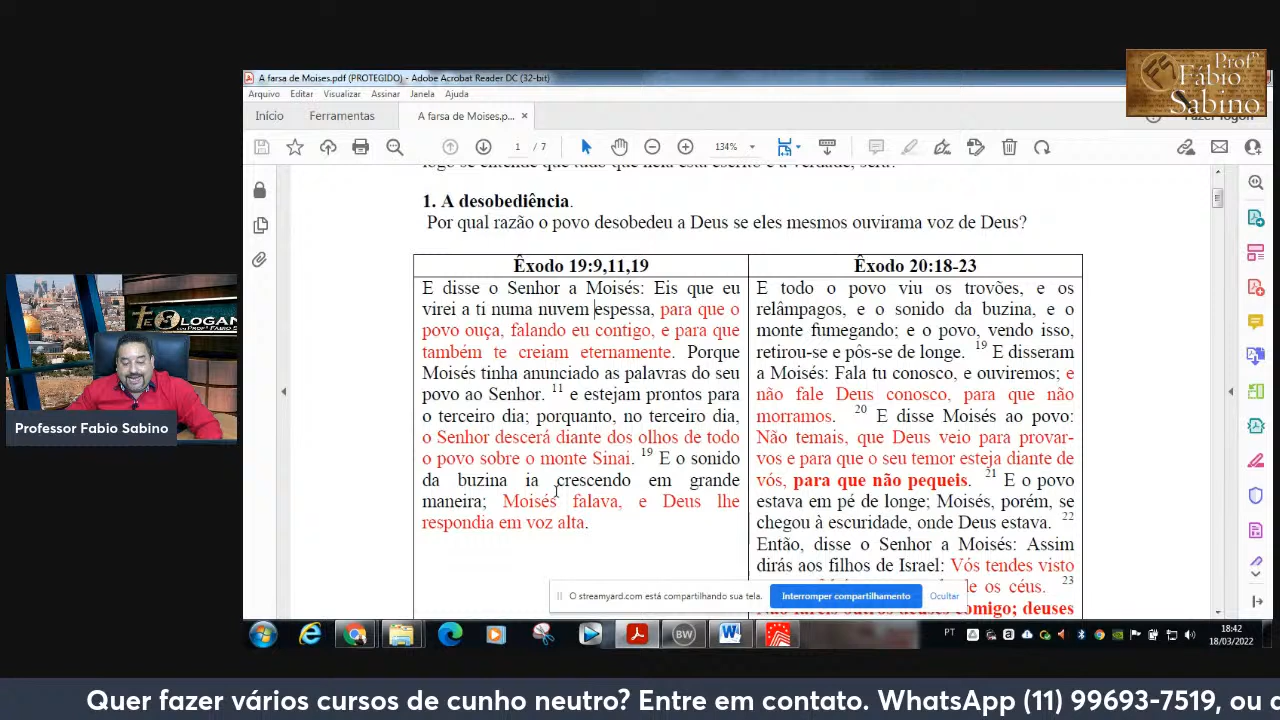 A farsa de Moises.pdf (PROTEGIDO) - Adobe Acrobat Reader DC (32-bit)
Arquivo Editar Visualizar Assinar Janela Ajuda
Início Ferramentas A farsa de Moises.p... ×
1 / 7 134%
Prof
Fábio
Sabino
1. A desobediência.
Por qual razão o povo desobedeu a Deus se eles mesmos ouvirama voz de Deus?
Êxodo 19:9,11,19
E disse o Senhor a Moisés: Eis que eu
virei a ti numa nuvem espessa, para que o
povo ouça, falando eu contigo, e para que
também te creiam eternamente. Porque
Moisés tinha anunciado as palavras do seu
povo ao Senhor. 11 e estejam prontos para
o terceiro dia; porquanto, no terceiro dia,
o Senhor descerá diante dos olhos de todo
o povo sobre o monte Sinai. 19 E o sonido
da buzina ia crescendo em grande
maneira; Moisés falava, e Deus lhe
respondia em voz alta.
Êxodo 20:18-23
E todo o povo viu os trovões, e os
relâmpagos, e o sonido da buzina, e o
monte fumegando; e o povo, vendo isso,
retirou-se e pôs-se de longe. 19 E disseram
a Moisés: Fala tu conosco, e ouviremos; e
não fale Deus conosco, para que não
morramos. 20 E disse Moisés ao povo:
Não temais, que Deus veio para provar-
vos e para que o seu temor esteja diante de
vós, para que não pequeis. 21 E o povo
estava em pé de longe; Moisés, porém, se
chegou à escuridade, onde Deus estava. 22
Então, disse o Senhor a Moisés: Assim
dirás aos filhos de Israel: Vós tendes visto
de os céus. 23
comigo; deuses
O streamyard.com está compartilhando sua tela. Interromper compartilhamento Ocultar
Professor Fabio Sabino
BW
PT
18:42
18/03/2022
Quer fazer vários cursos de cunho neutro? Entre em contato. WhatsApp (11) 99693-7519, ou